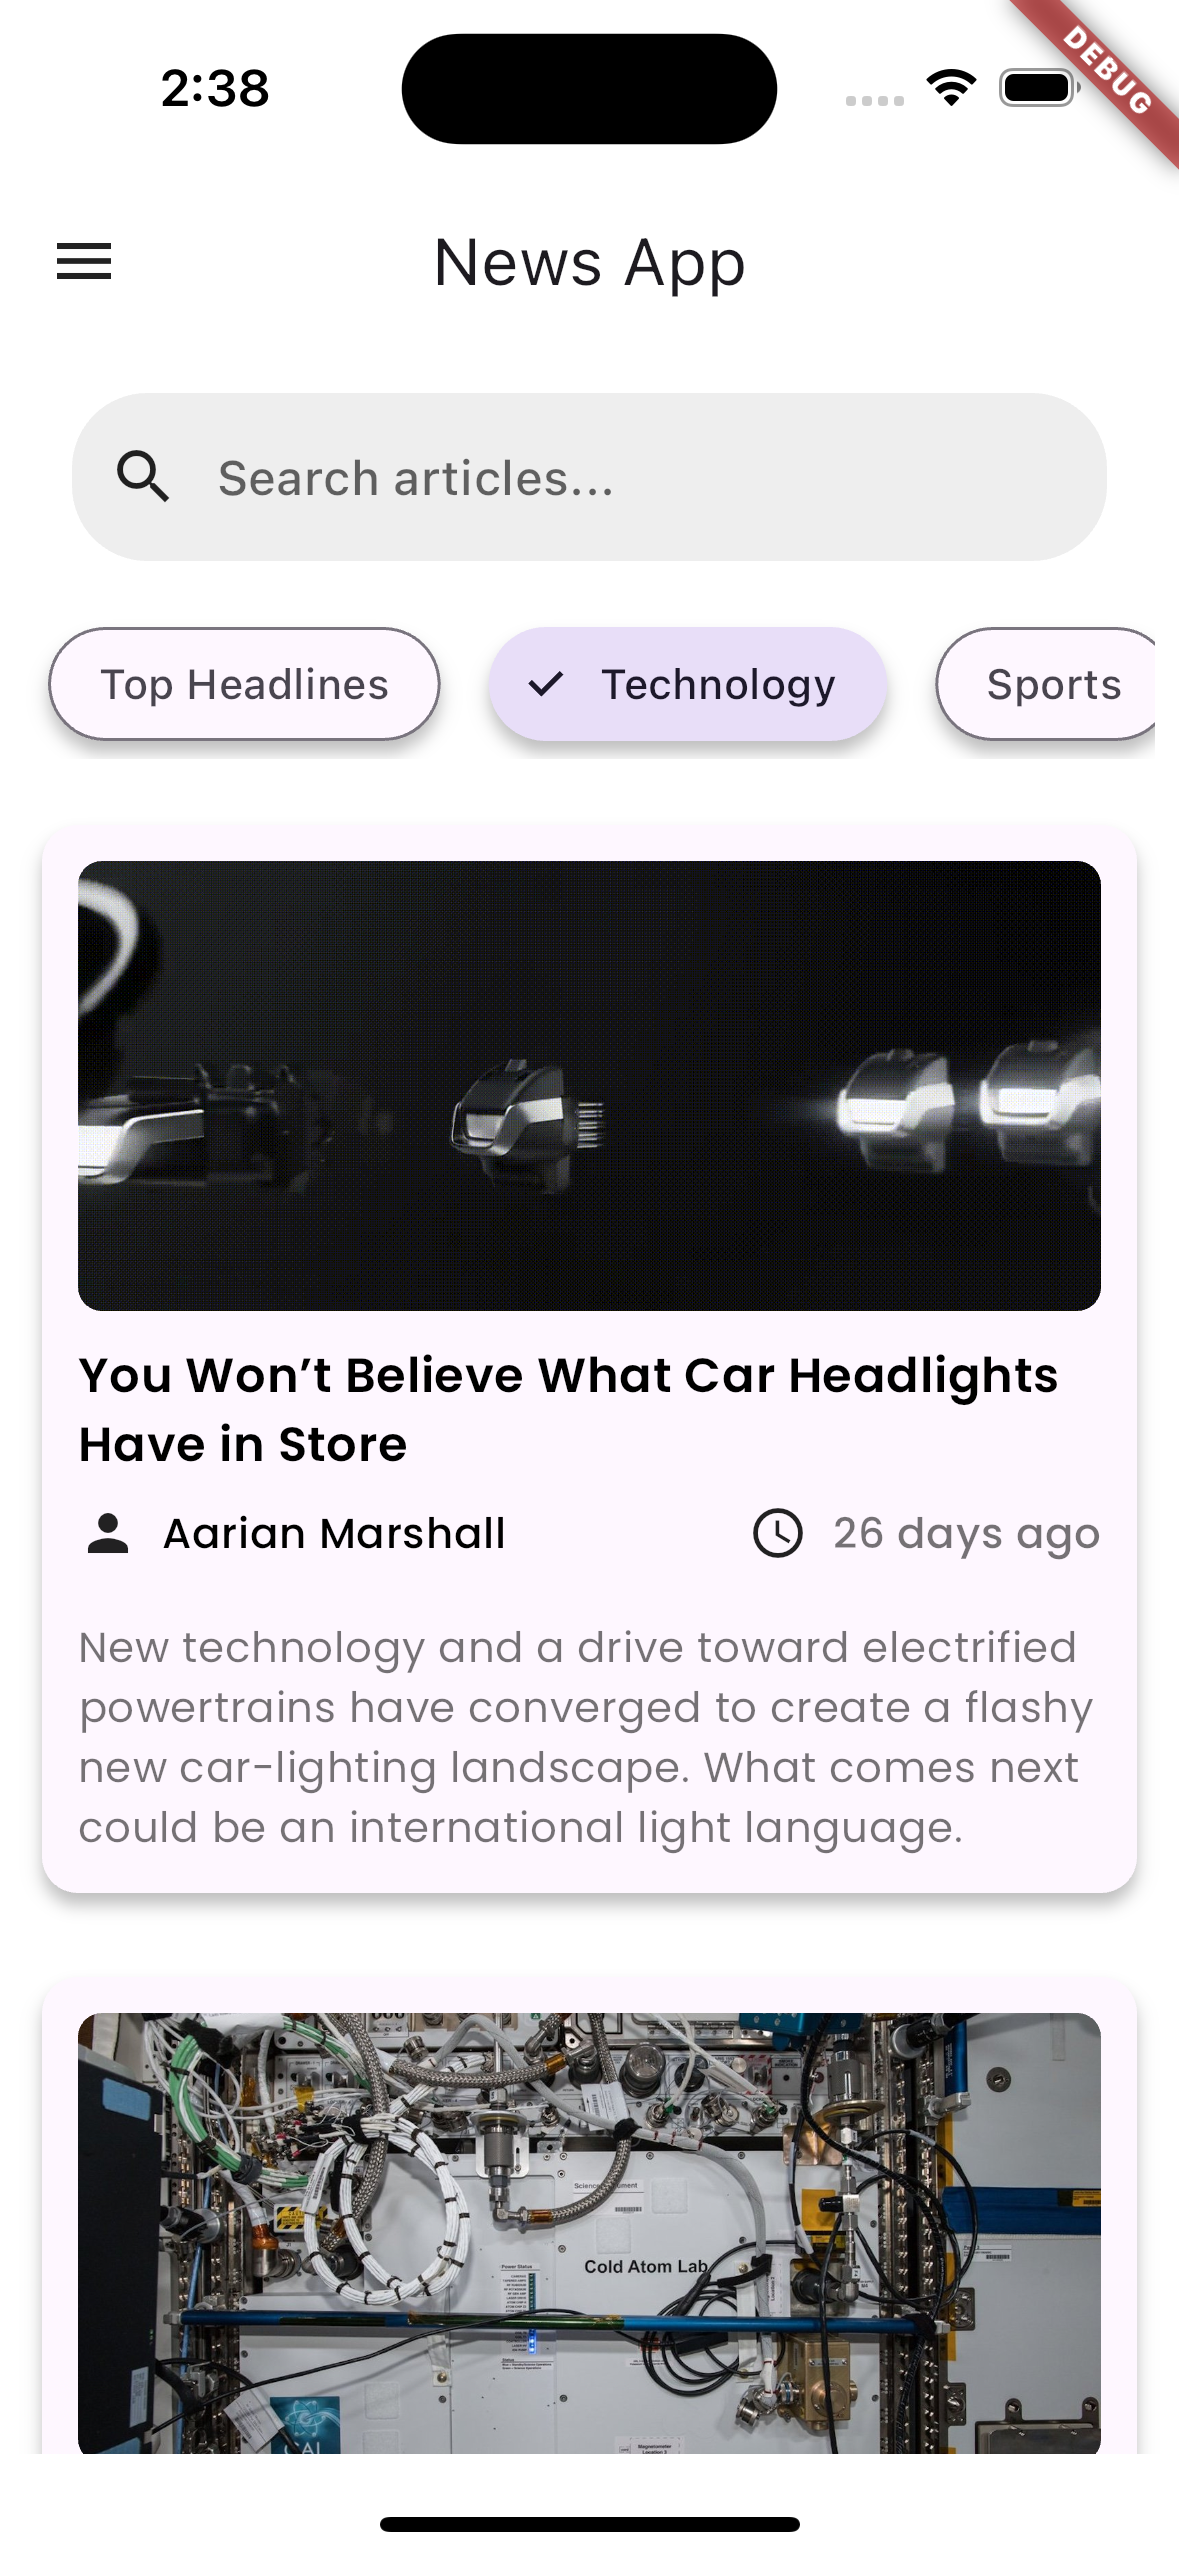 2:38
DEBUG
News App
Search articles...
Top Headlines
Technology
Sports
You Won’t Believe What Car Headlights
Have in Store
Aarian Marshall
26 days ago
New technology and a drive toward electrified
powertrains have converged to create a flashy
new car-lighting landscape. What comes next
could be an international light language.
Power Status
Cold Atom Lab